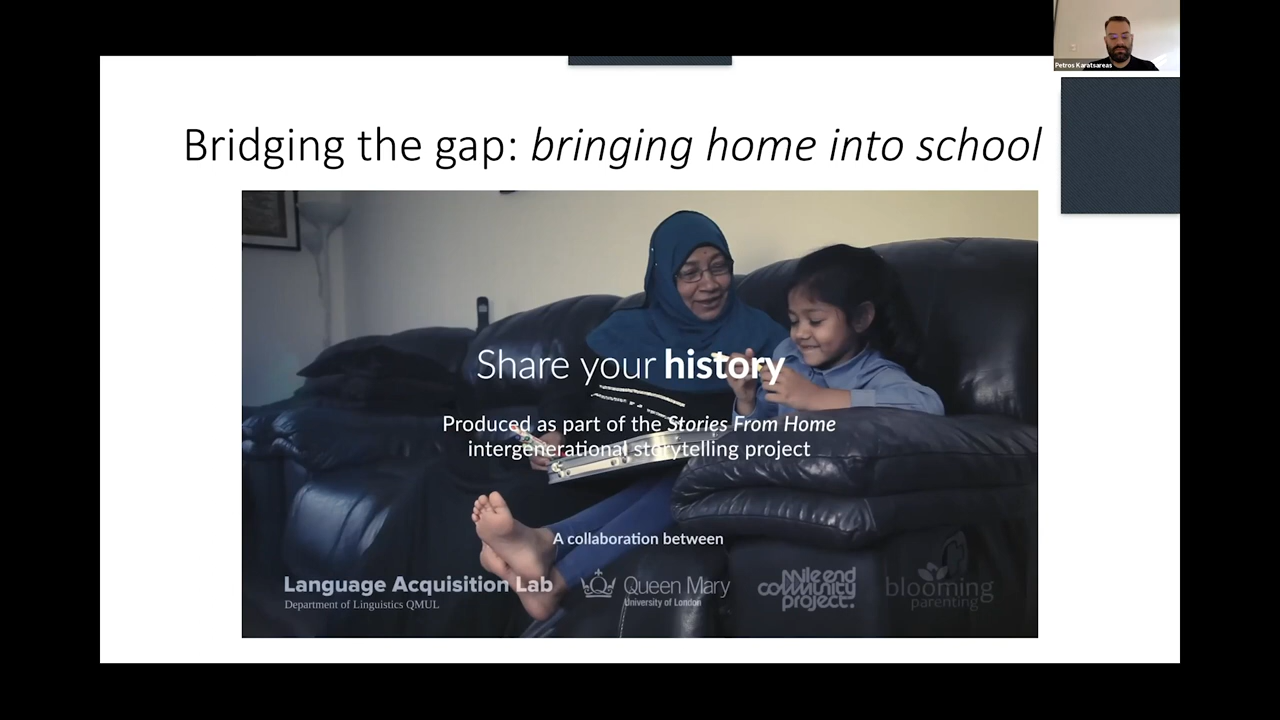 Petros Karatsareas
Bridging the gap: bringing home into school
Share your history
Produced as part of the Stories From Home
intergenerational storytelling project
A collaboration between
Language Acquisition Lab
Department of Linguistics QMUL
Queen Mary
University of London
Mile end
community
project:
blooming
parenting